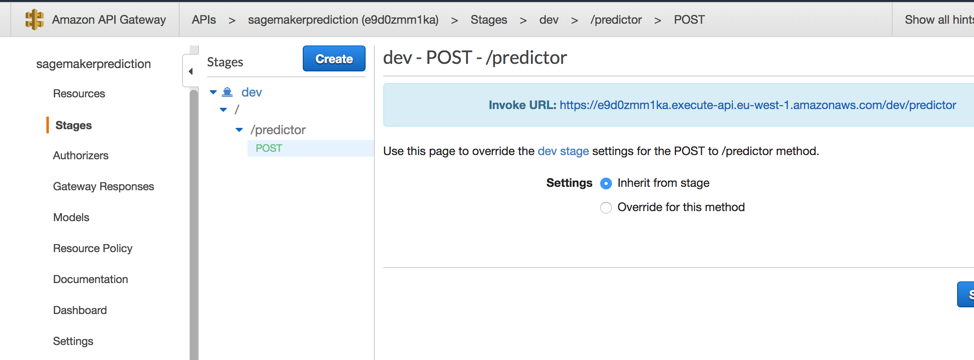 Amazon API Gateway APIs > sagemakerprediction (e9d0zmm1ka) > Stages > dev > /predictor > POST Show all hints
sagemakerprediction
Resources
Stages
Authorizers
Gateway Responses
Models
Resource Policy
Documentation
Dashboard
Settings
Stages Create
dev
/
/predictor
POST
dev - POST - /predictor
Invoke URL: https://e9d0zmm1ka.execute-api.eu-west-1.amazonaws.com/dev/predictor
Use this page to override the dev stage settings for the POST to /predictor method.
Settings Inherit from stage
Override for this method